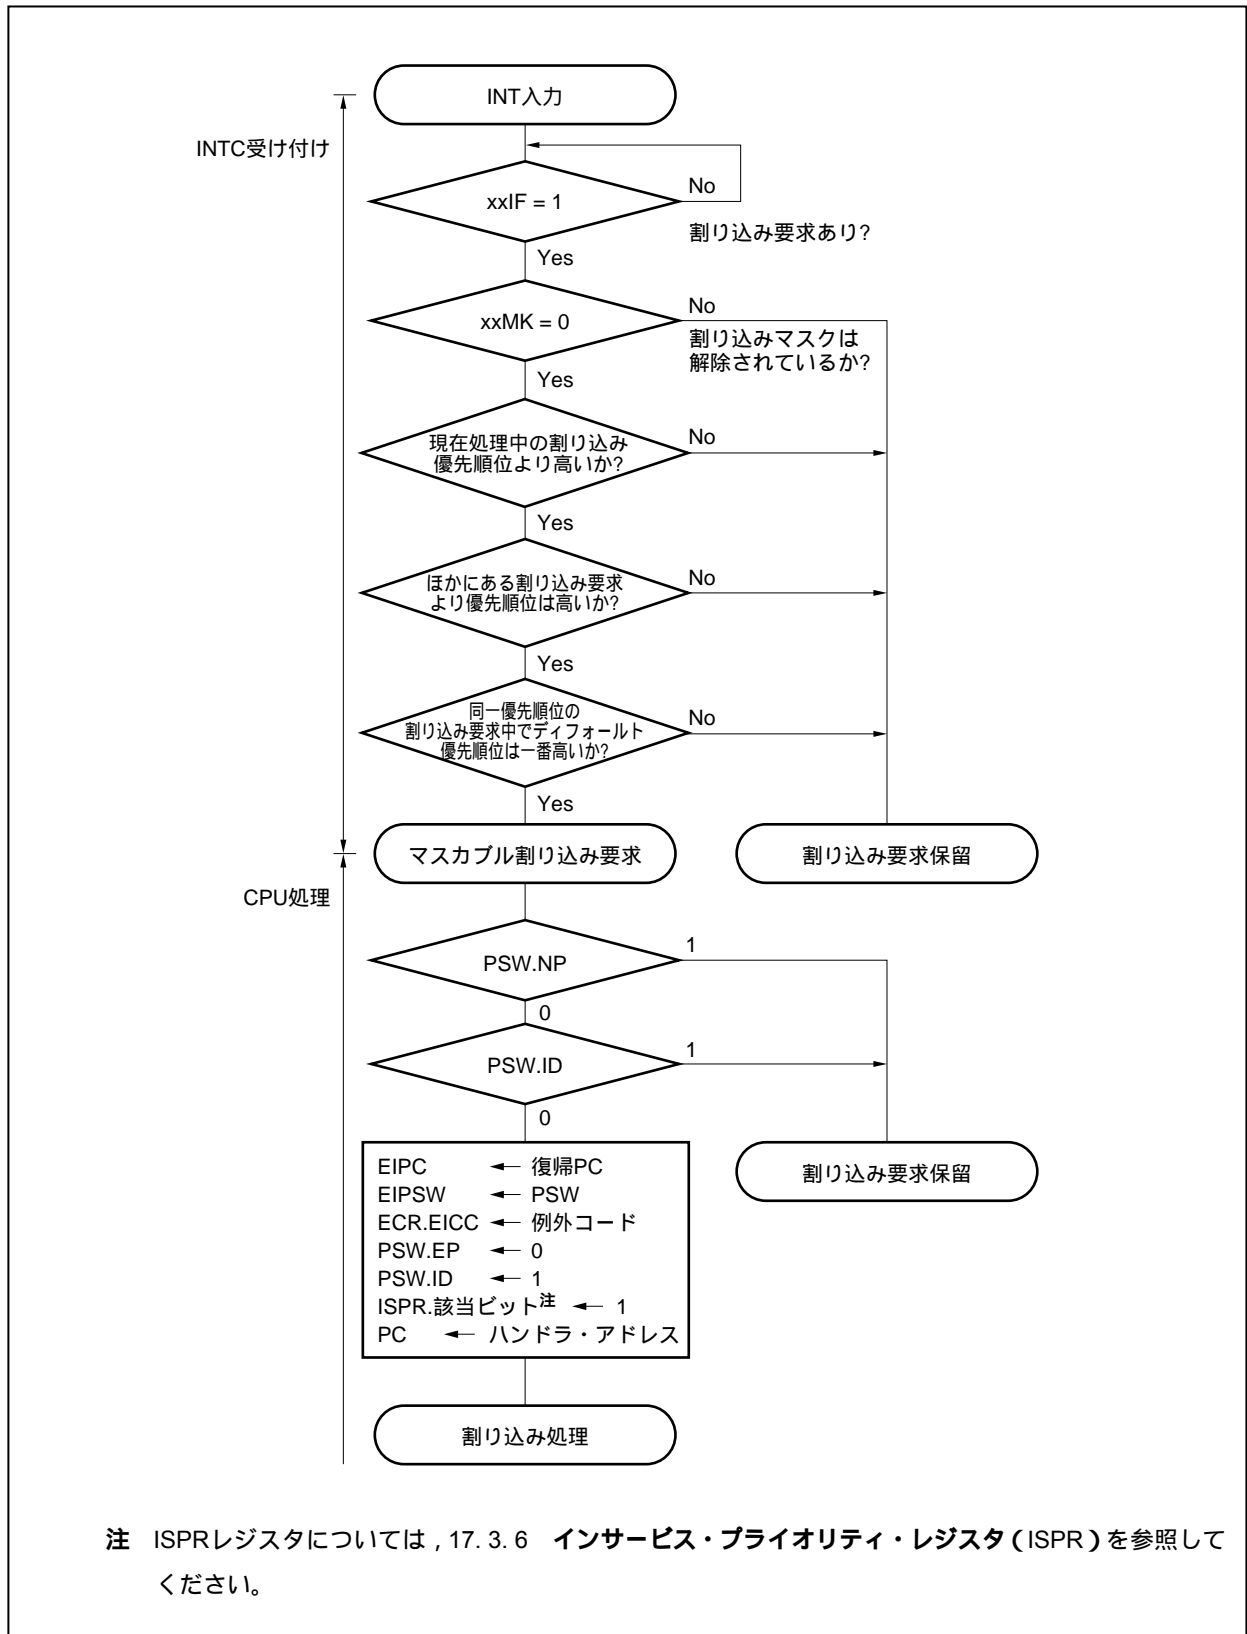 INT入力
INTC受け付け
xxIF = 1
No
割り込み要求あり?
Yes
xxMK = 0
No
割り込みマスクは
解除されているか?
Yes
現在処理中の割り込み
優先順位より高いか?
No
Yes
ほかにある割り込み要求
より優先順位は高いか?
No
Yes
同一優先順位の
割り込み要求中でディフォールト
優先順位は一番高いか?
No
Yes
マスカブル割り込み要求
割り込み要求保留
CPU処理
PSW.NP
1
0
PSW.ID
1
0
EIPC ← 復帰PC
EIPSW ← PSW
ECR.EICC ← 例外コード
PSW.EP ← 0
PSW.ID ← 1
ISPR.該当ビット注 ← 1
PC ← ハンドラ・アドレス
割り込み要求保留
割り込み処理
注 ISPRレジスタについては , 17. 3. 6 インサービス・プライオリティ・レジスタ(ISPR)を参照して
ください。